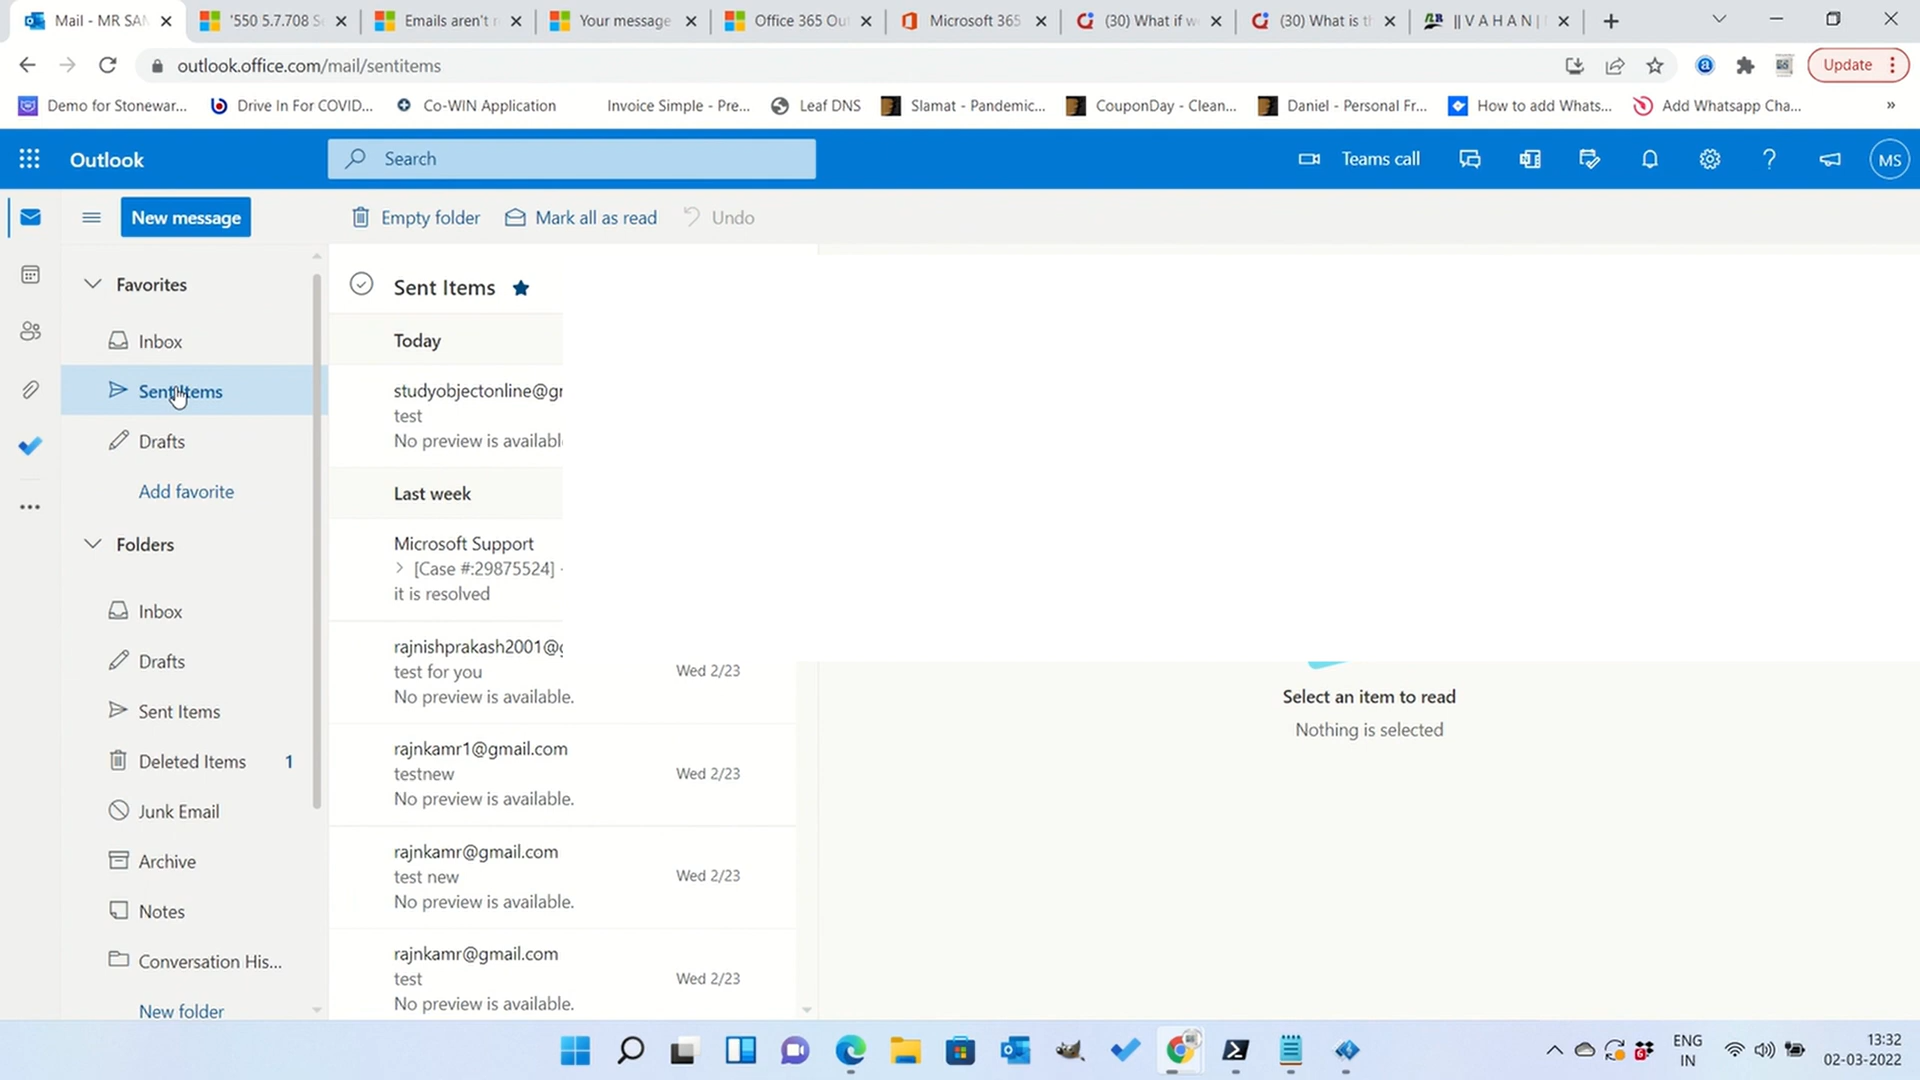 Mail - MR SAN
'550 5.7.708 Se
Emails aren't r
Your message
Office 365 Out
Microsoft 365
(30) What if w
(30) What is th
|| V A H A N |
outlook.office.com/mail/sentitems
Update
Demo for Stonewar...
Drive In For COVID...
Co-WIN Application
Invoice Simple - Pre...
Leaf DNS
Slamat - Pandemic...
CouponDay - Clean...
Daniel - Personal Fr...
How to add Whats...
Add Whatsapp Cha...
»
Outlook
Search
Teams call
MS
New message
Empty folder
Mark all as read
Undo
Favorites
Inbox
Sent Items
Drafts
Add favorite
Folders
Inbox
Drafts
Sent Items
Deleted Items 1
Junk Email
Archive
Notes
Conversation His...
New folder
Sent Items
Today
studyobjectonline@gr
test
No preview is availabl
Last week
Microsoft Support
[Case #:29875524] -
it is resolved
rajnishprakash2001@g
test for you Wed 2/23
No preview is available.
rajnkamr1@gmail.com
testnew Wed 2/23
No preview is available.
rajnkamr@gmail.com
test new Wed 2/23
No preview is available.
rajnkamr@gmail.com
test Wed 2/23
No preview is available.
Select an item to read
Nothing is selected
ENG
IN
13:32
02-03-2022